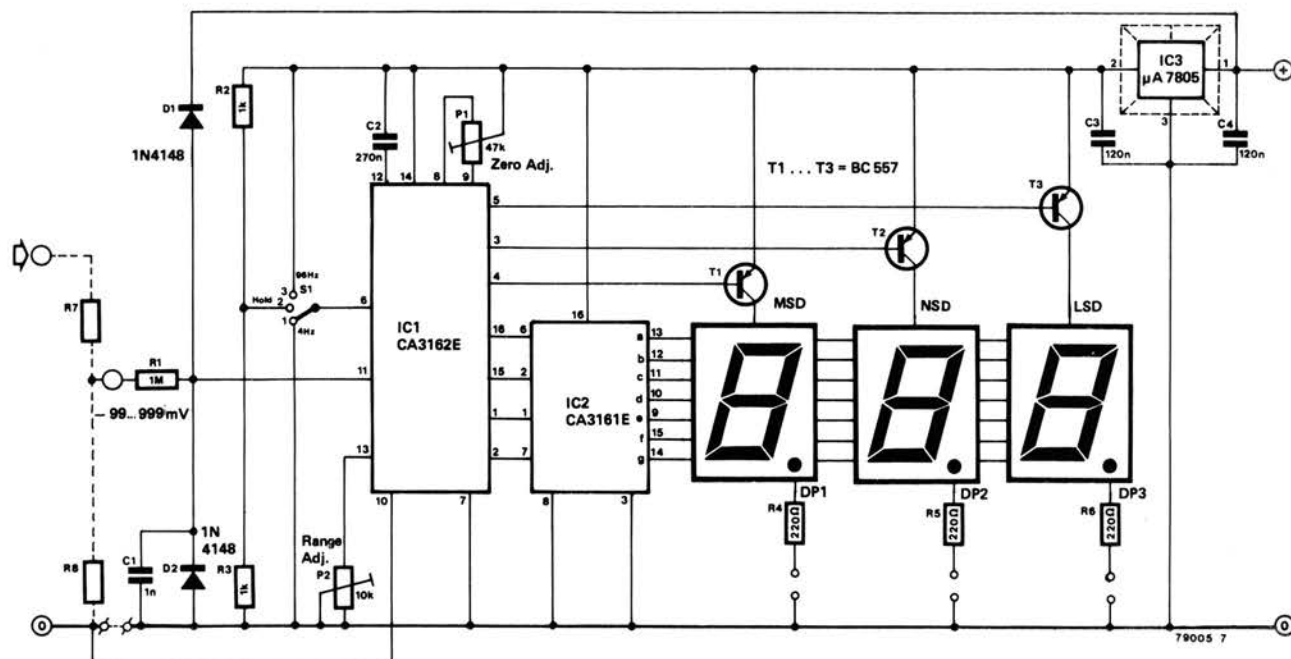 IC3
µA 7805
2
1
3
+
R2
1k
D1
1N4148
C2
270n
P1
47k
Zero Adj.
C3
120n
C4
120n
T1 . . . T3 = BC 557
12
14
8
9
5
3
4
T3
T2
T1
MSD
NSD
LSD
R7
96Hz
3
S1
Hold
2
1
4Hz
6
IC1
CA3162E
16
6
16
a
13
b
12
c
11
d
10
e
9
f
15
g
14
R1
1M
11
15
2
IC2
CA3161E
1
1
– 99...999mV
13
2
7
10
7
8
3
DP1
DP2
DP3
R4
220Ω
R5
220Ω
R6
220Ω
1N
4148
Range
Adj.
P2
10k
R8
C1
1n
D2
R3
1k
0
0
79005 7